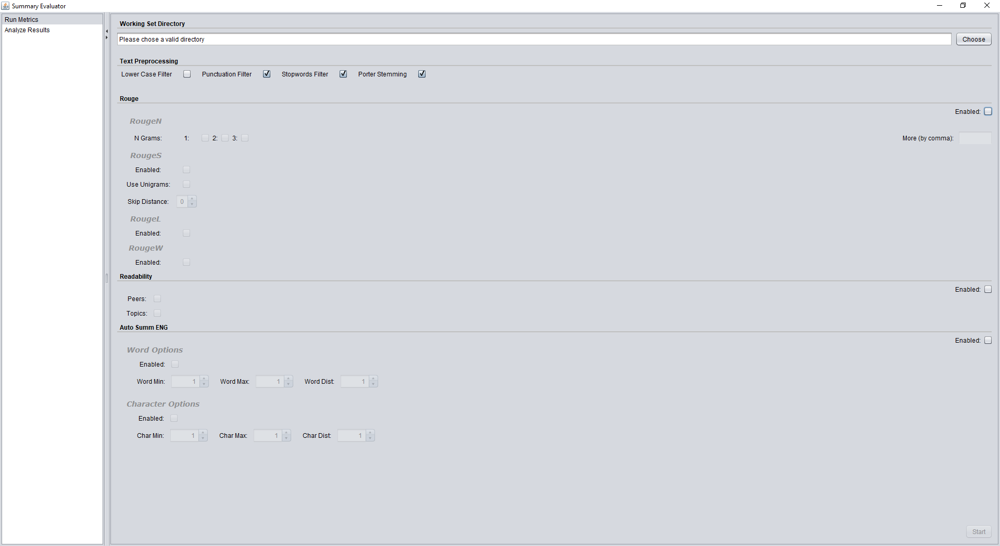 Summary Evaluator
Run Metrics
Analyze Results
Working Set Directory
Please chose a valid directory
Choose
Text Preprocessing
Lower Case Filter Punctuation Filter Stopwords Filter Porter Stemming
Rouge
Enabled:
RougeN
N Grams: 1: 2: 3: More (by comma):
RougeS
Enabled:
Use Unigrams:
Skip Distance: 0
RougeL
Enabled:
RougeW
Enabled:
Readability
Enabled:
Peers:
Topics:
Auto Summ ENG
Enabled:
Word Options
Enabled:
Word Min: 1 Word Max: 1 Word Dist: 1
Character Options
Enabled:
Char Min: 1 Char Max: 1 Char Dist: 1
Start